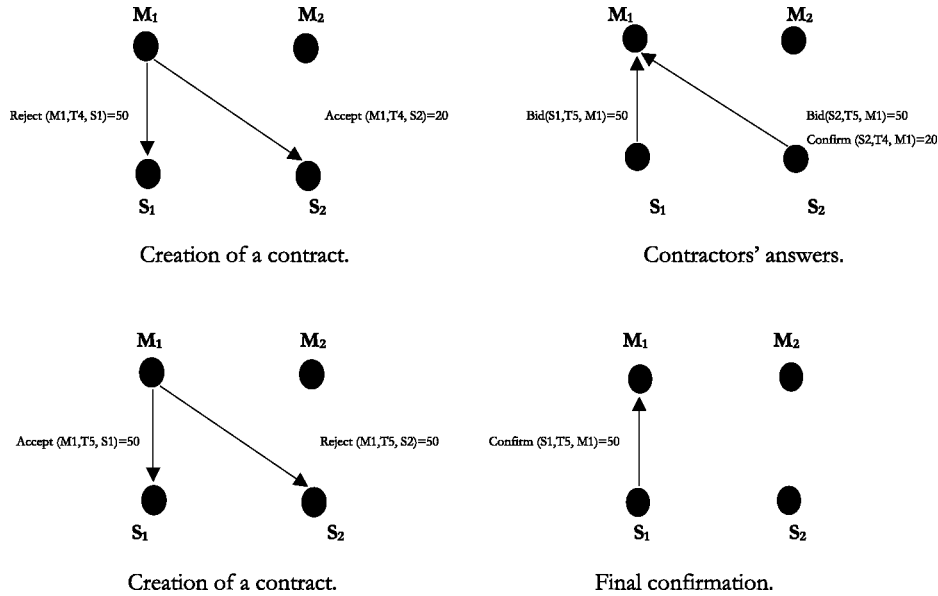 M₁ M₂
Reject (M1,T4, S1)=50 Accept (M1,T4, S2)=20
S₁ S₂
Creation of a contract.
M₁ M₂
Bid(S1,T5, M1)=50 Bid(S2,T5, M1)=50
Confirm (S2,T4, M1)=20
S₁ S₂
Contractors’ answers.
M₁ M₂
Accept (M1,T5, S1)=50 Reject (M1,T5, S2)=50
S₁ S₂
Creation of a contract.
M₁ M₂
Confirm (S1,T5, M1)=50
S₁ S₂
Final confirmation.